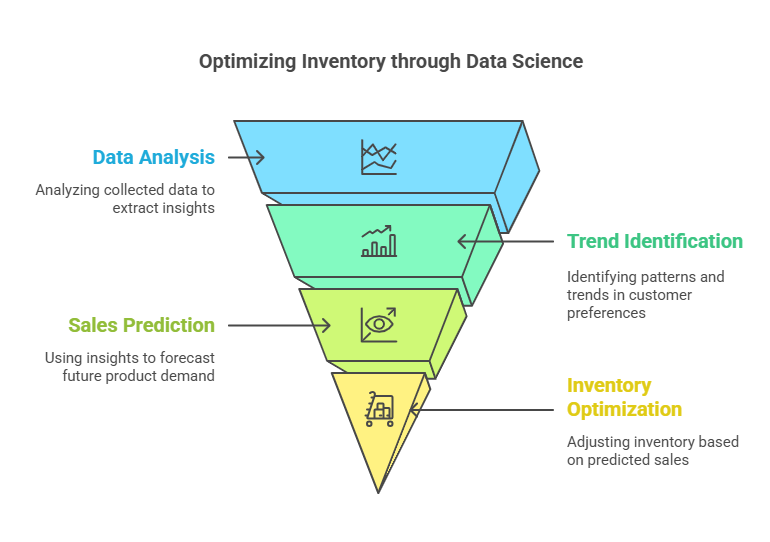 Optimizing Inventory through Data Science
Data Analysis
Analyzing collected data to
extract insights
Trend Identification
Identifying patterns and
trends in customer
preferences
Sales Prediction
Using insights to forecast
future product demand
Inventory
Optimization
Adjusting inventory based
on predicted sales